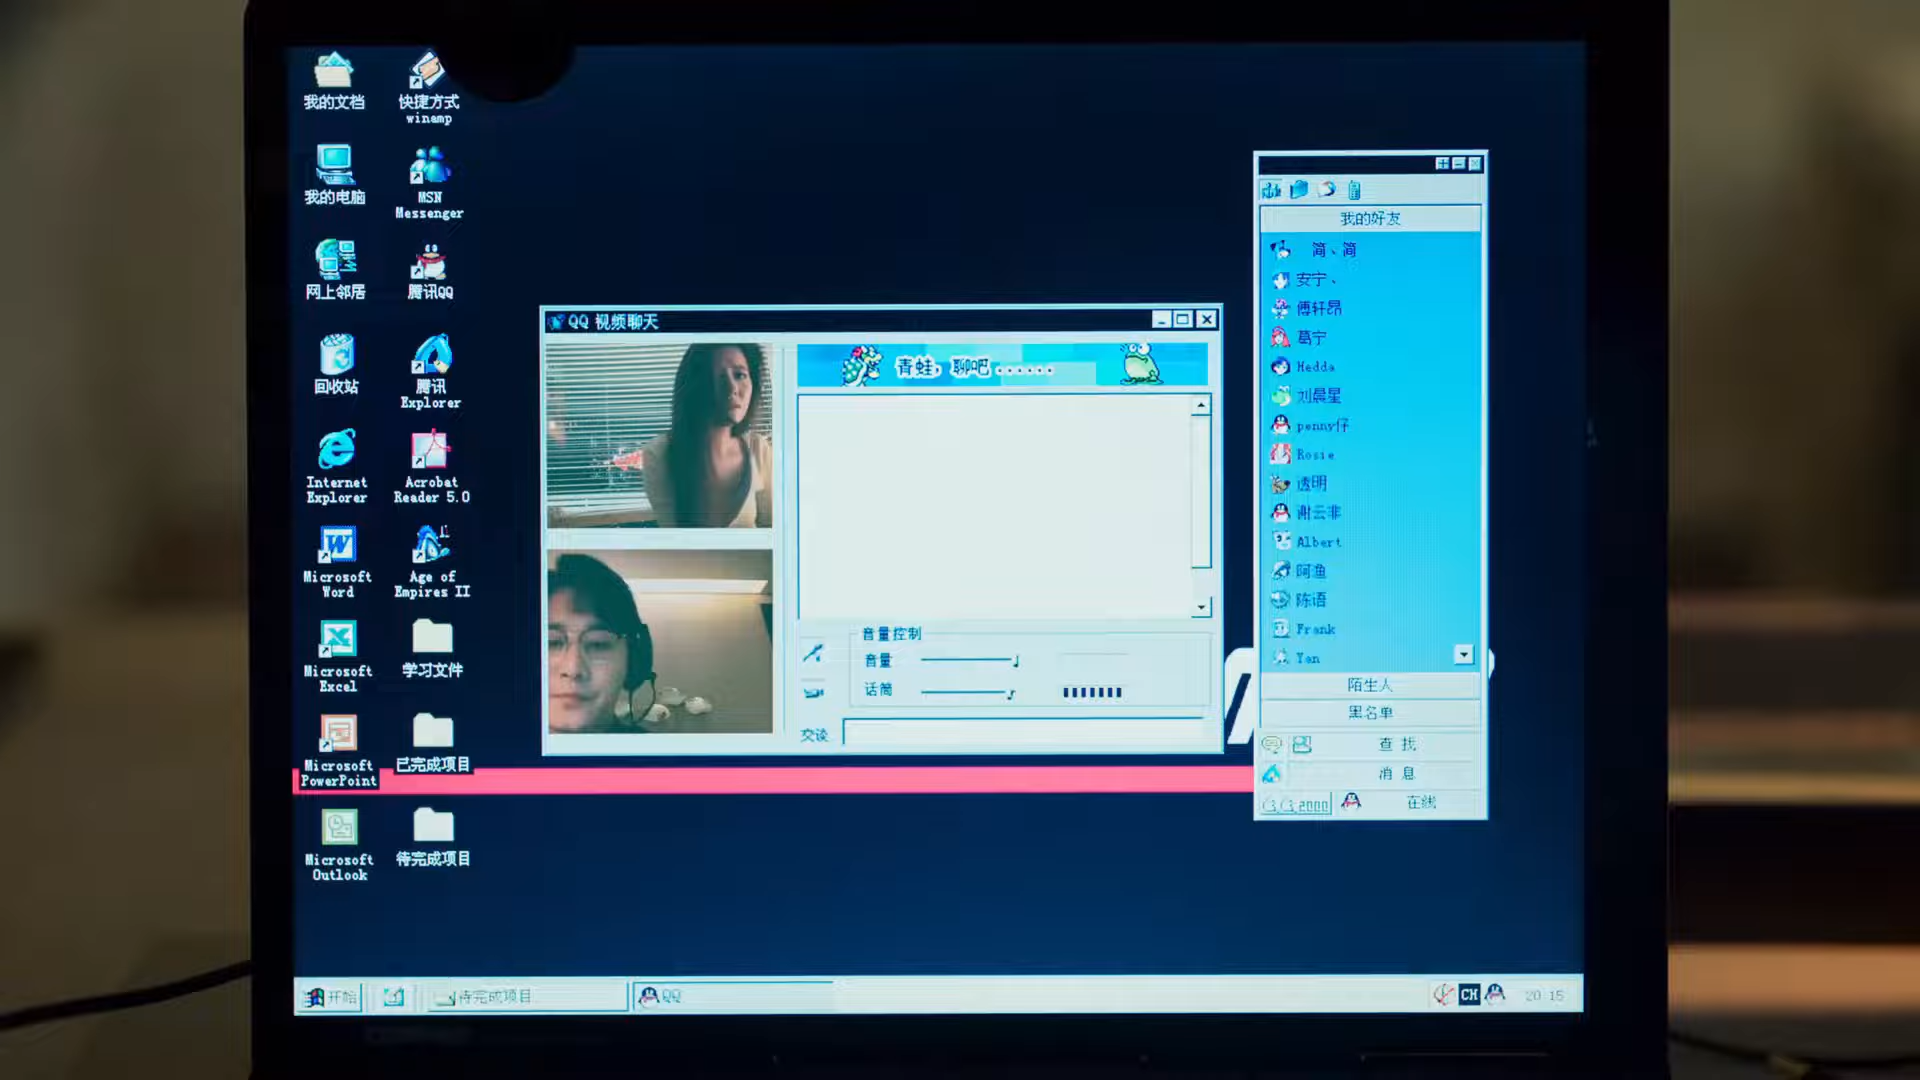 我的文档
快捷方式
winamp
我的电脑
MSN
Messenger
网上邻居
腾讯QQ
回收站
腾讯
Explorer
Internet
Explorer
Acrobat
Reader 5.0
Microsoft
Word
Age of
Empires II
Microsoft
Excel
学习文件
Microsoft
PowerPoint
已完成项目
Microsoft
Outlook
待完成项目
QQ 视频聊天
青蛙，聊吧......
音量控制
音量
话筒
交谈
我的好友
简、简
安宁、
傅轩昂
葛宁
Hedda
刘晨星
penny仔
Rosie
透明
谢云非
Albert
阿渔
陈语
Frank
Yan
陌生人
黑名单
查找
消息
QQ2000
在线
开始
待完成项目
QQ
CH
20:15